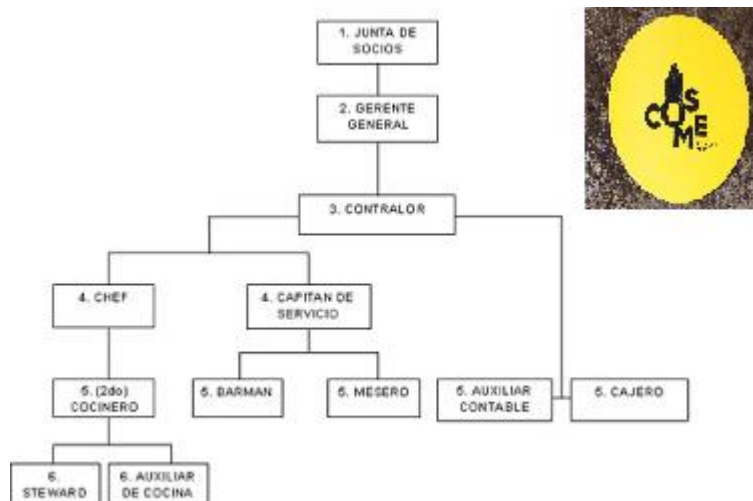 1. JUNTA DE
SOCIOS
2. GERENTE
GENERAL
3. CONTRALOR
4. CHEF
4. CAPITAN DE
SERVICIO
5. (2do)
COCINERO
5. BARMAN
5. MESERO
5. AUXILIAR
CONTABLE
5. CAJERO
6.
STEWARD
6. AUXILIAR
DE COCINA
COSME